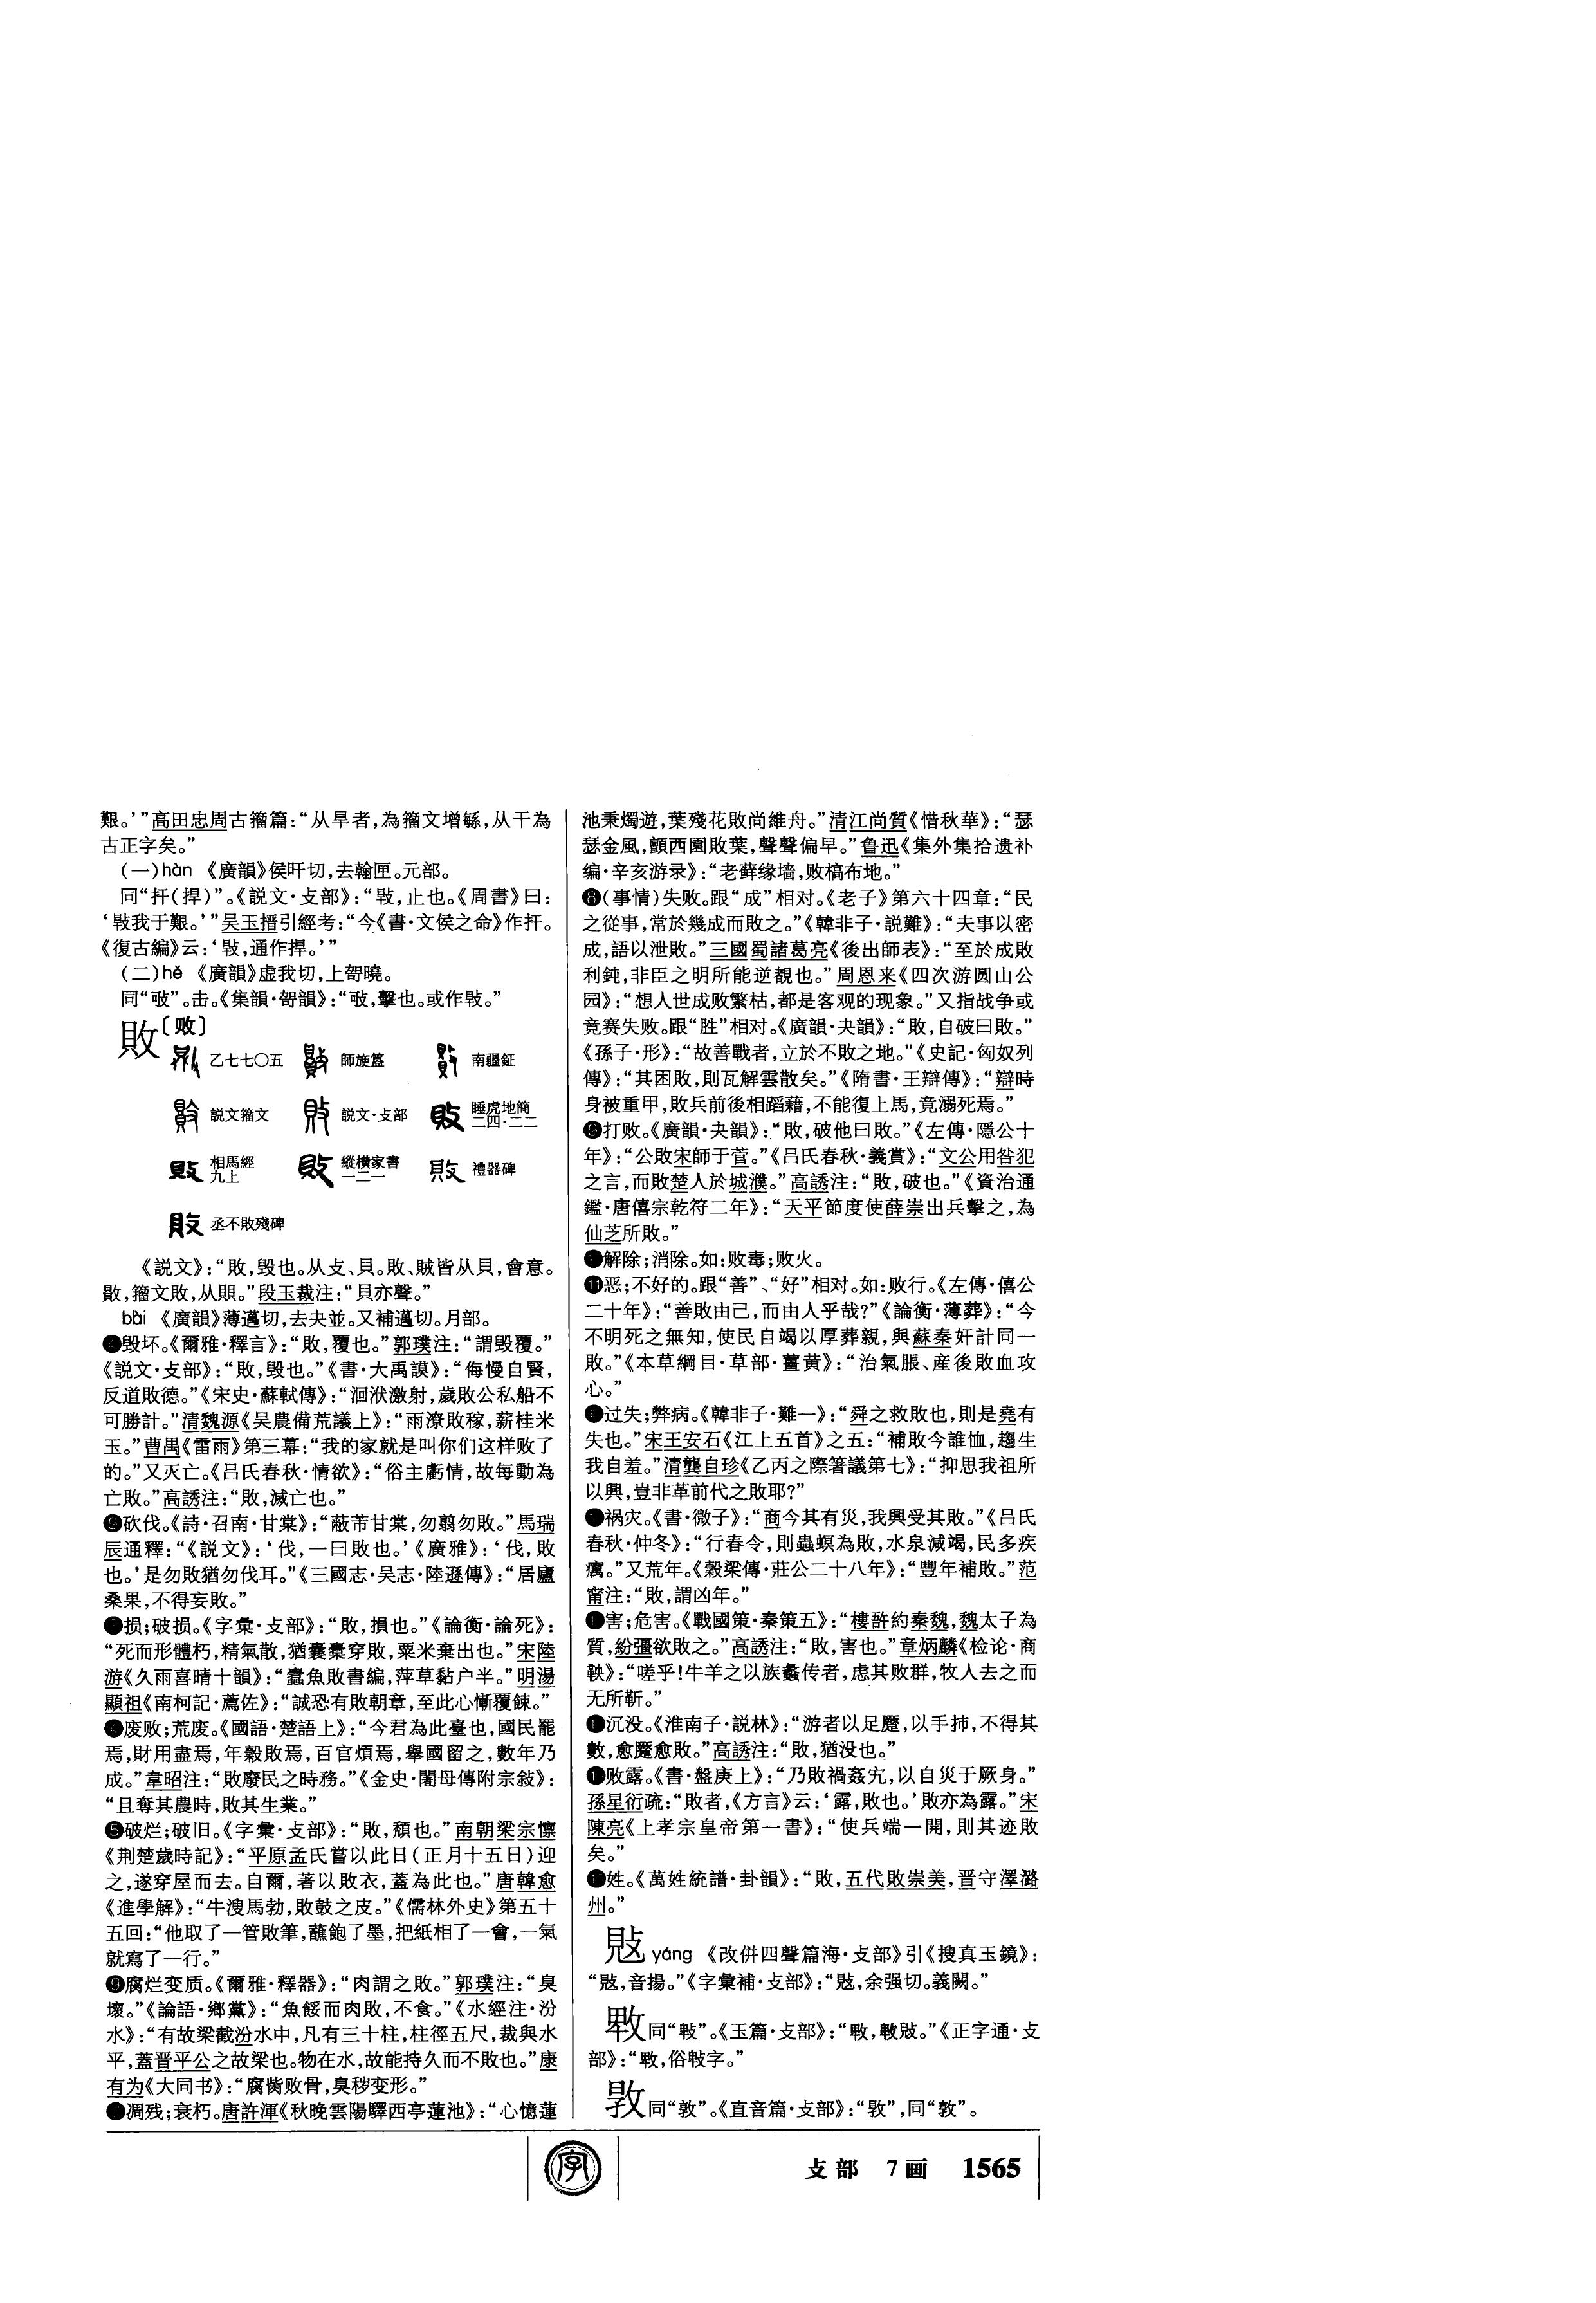 艱。’”高田忠周古籀篇：“从旱者，為籀文增緐，从干為
古正字矣。”
（一）hàn 《廣韻》侯旰切，去翰匣。元部。
同“扞（捍）”。《説文·攴部》：“㪋，止也。《周書》曰：
‘㪋我于艱。’”吴玉搢引經考：“今《書·文侯之命》作扞。
《復古編》云：‘㪋，通作捍。’”
（二）hě 《廣韻》虚我切，上哿曉。
同“㪃”。击。《集韻·哿韻》：“㪃，擊也。或作㪋。”
敗〔败〕
乙七七〇五 師旋簋 南疆鉦
説文籀文 説文·攴部 睡虎地簡二四·二二
相馬經九上 縱横家書一二一 禮器碑
丞不敗殘碑
《説文》：“敗，毁也。从攴、貝。敗、賊皆从貝，會意。
𣀙，籀文敗，从賏。”段玉裁注：“貝亦聲。”
bài 《廣韻》薄邁切，去夬並。又補邁切。月部。
毁坏。《爾雅·釋言》：“敗，覆也。”郭璞注：“謂毁覆。”
《説文·攴部》：“敗，毁也。”《書·大禹謨》：“侮慢自賢，
反道敗德。”《宋史·蘇軾傳》：“洄洑激射，歲敗公私船不
可勝計。”清魏源《吴農備荒議上》：“雨潦敗稼，薪桂米
玉。”曹禺《雷雨》第三幕：“我的家就是叫你们这样败了
的。”又灭亡。《吕氏春秋·情欲》：“俗主虧情，故每動為
亡敗。”高誘注：“敗，滅亡也。”
砍伐。《詩·召南·甘棠》：“蔽芾甘棠，勿翦勿敗。”馬瑞
辰通釋：“《説文》：‘伐，一曰敗也。’《廣雅》：‘伐，敗
也。’是勿敗猶勿伐耳。”《三國志·吴志·陸遜傳》：“居廬
桑果，不得妄敗。”
损；破损。《字彙·攴部》：“敗，損也。”《論衡·論死》：
“死而形體朽，精氣散，猶囊橐穿敗，粟米棄出也。”宋陸
游《久雨喜晴十韻》：“蠹魚敗書編，萍草黏户半。”明湯
顯祖《南柯記·薦佐》：“誠恐有敗朝章，至此心慚覆餗。”
废败；荒废。《國語·楚語上》：“今君為此臺也，國民罷
焉，財用盡焉，年穀敗焉，百官煩焉，舉國留之，數年乃
成。”韋昭注：“敗廢民之時務。”《金史·闍母傳附宗敍》：
“且奪其農時，敗其生業。”
❺破烂；破旧。《字彙·攴部》：“敗，頹也。”南朝梁宗懔
《荆楚歲時記》：“平原孟氏嘗以此日（正月十五日）迎
之，遂穿屋而去。自爾，著以敗衣，蓋為此也。”唐韓愈
《進學解》：“牛溲馬勃，敗鼓之皮。”《儒林外史》第五十
五回：“他取了一管敗筆，蘸飽了墨，把紙相了一會，一氣
就寫了一行。”
腐烂变质。《爾雅·釋器》：“肉謂之敗。”郭璞注：“臭
壞。”《論語·鄉黨》：“魚餒而肉敗，不食。”《水經注·汾
水》：“有故梁截汾水中，凡有三十柱，柱徑五尺，裁與水
平，蓋晋平公之故梁也。物在水，故能持久而不敗也。”康
有为《大同书》：“腐胔败骨，臭秽变形。”
凋残；衰朽。唐許渾《秋晚雲陽驛西亭蓮池》：“心憶蓮
池秉燭遊，葉殘花敗尚維舟。”清江尚質《惜秋華》：“瑟
瑟金風，顫西園敗葉，聲聲偏早。”鲁迅《集外集拾遗补
编·辛亥游录》：“老藓缘墙，败槁布地。”
❽（事情）失败。跟“成”相对。《老子》第六十四章：“民
之從事，常於幾成而敗之。”《韓非子·説難》：“夫事以密
成，語以泄敗。”三國蜀諸葛亮《後出師表》：“至於成敗
利鈍，非臣之明所能逆覩也。”周恩来《四次游圆山公
园》：“想人世成败繁枯，都是客观的现象。”又指战争或
竞赛失败。跟“胜”相对。《廣韻·夬韻》：“敗，自破曰敗。”
《孫子·形》：“故善戰者，立於不敗之地。”《史記·匈奴列
傳》：“其困敗，則瓦解雲散矣。”《隋書·王辯傳》：“辯時
身被重甲，敗兵前後相蹈藉，不能復上馬，竟溺死焉。”
❾打败。《廣韻·夬韻》：“敗，破他曰敗。”《左傳·隱公十
年》：“公敗宋師于菅。”《吕氏春秋·義賞》：“文公用咎犯
之言，而敗楚人於城濮。”高誘注：“敗，破也。”《資治通
鑑·唐僖宗乾符二年》：“天平節度使薛崇出兵擊之，為
仙芝所敗。”
解除；消除。如：败毒；败火。
⓫恶；不好的。跟“善”、“好”相对。如：败行。《左傳·僖公
二十年》：“善敗由己，而由人乎哉？”《論衡·薄葬》：“今
不明死之無知，使民自竭以厚葬親，與蘇秦奸計同一
敗。”《本草綱目·草部·薑黄》：“治氣脹、産後敗血攻
心。”
过失；弊病。《韓非子·難一》：“舜之救敗也，則是堯有
失也。”宋王安石《江上五首》之五：“補敗今誰恤，趨生
我自羞。”清龔自珍《乙丙之際箸議第七》：“抑思我祖所
以興，豈非革前代之敗耶？”
祸灾。《書·微子》：“商今其有災，我興受其敗。”《吕氏
春秋·仲冬》：“行春令，則蟲螟為敗，水泉減竭，民多疾
癘。”又荒年。《穀梁傳·莊公二十八年》：“豐年補敗。”范
甯注：“敗，謂凶年。”
害；危害。《戰國策·秦策五》：“樓䣯約秦魏，魏太子為
質，紛彊欲敗之。”高誘注：“敗，害也。”章炳麟《检论·商
鞅》：“嗟乎！牛羊之以族蠡传者，虑其败群，牧人去之而
无所靳。”
沉没。《淮南子·説林》：“游者以足蹷，以手㧊，不得其
數，愈蹷愈敗。”高誘注：“敗，猶没也。”
败露。《書·盤庚上》：“乃敗禍姦宄，以自災于厥身。”
孫星衍疏：“敗者，《方言》云：‘露，敗也。’敗亦為露。”宋
陳亮《上孝宗皇帝第一書》：“使兵端一開，則其迹敗
矣。”
姓。《萬姓統譜·卦韻》：“敗，五代敗崇美，晋守澤潞
州。”
yáng 《改併四聲篇海·攴部》引《搜真玉鏡》：
“，音揚。”《字彙補·攴部》：“，余强切。義闕。”
同“”。《玉篇·攴部》：“”《正字通·攴
部》：“，俗字。”
同“敦”。《直音篇·攴部》：“”，同“敦”。
攴部 7画 1565
字